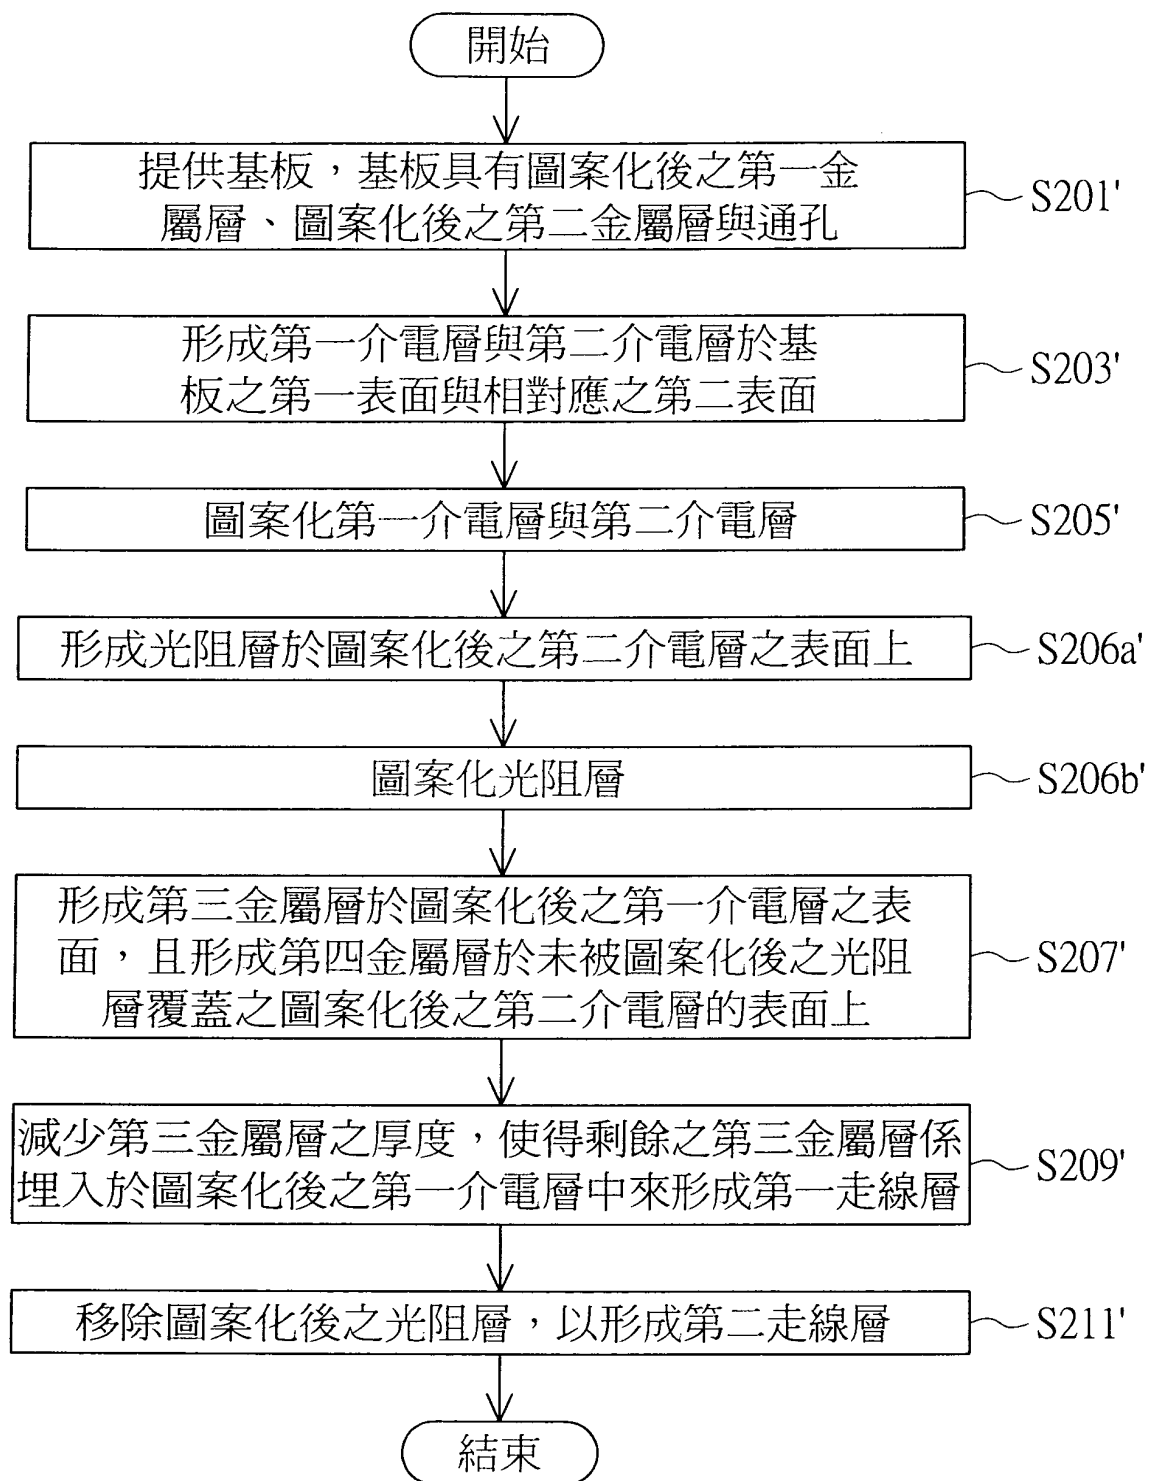 開始
提供基板，基板具有圖案化後之第一金
屬層、圖案化後之第二金屬層與通孔
S201'
形成第一介電層與第二介電層於基
板之第一表面與相對應之第二表面
S203'
圖案化第一介電層與第二介電層
S205'
形成光阻層於圖案化後之第二介電層之表面上
S206a'
圖案化光阻層
S206b'
形成第三金屬層於圖案化後之第一介電層之表
面，且形成第四金屬層於未被圖案化後之光阻
層覆蓋之圖案化後之第二介電層的表面上
S207'
減少第三金屬層之厚度，使得剩餘之第三金屬層係
埋入於圖案化後之第一介電層中來形成第一走線層
S209'
移除圖案化後之光阻層，以形成第二走線層
S211'
結束